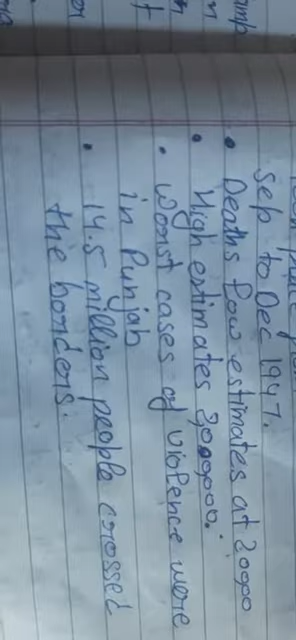 Sep to Dec 1947.
• Deaths low estimates at 20000
• High estimates 2000000.
• Worst cases of violence were
in Punjab
• 14.5 million people crossed
the borders.